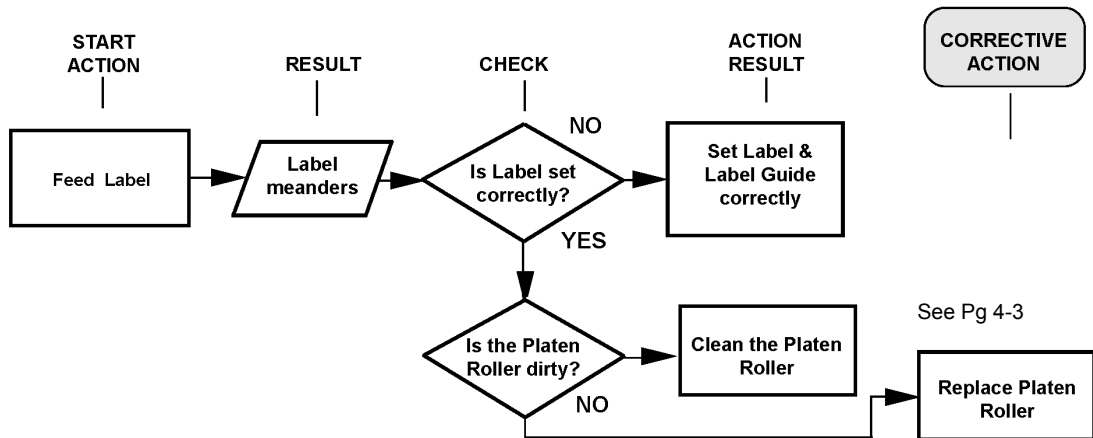 START
ACTION
RESULT
CHECK
ACTION
RESULT
CORRECTIVE
ACTION
Feed Label
Label
meanders
Is Label set
correctly?
NO
Set Label &
Label Guide
correctly
YES
Is the Platen
Roller dirty?
Clean the Platen
Roller
NO
See Pg 4-3
Replace Platen
Roller